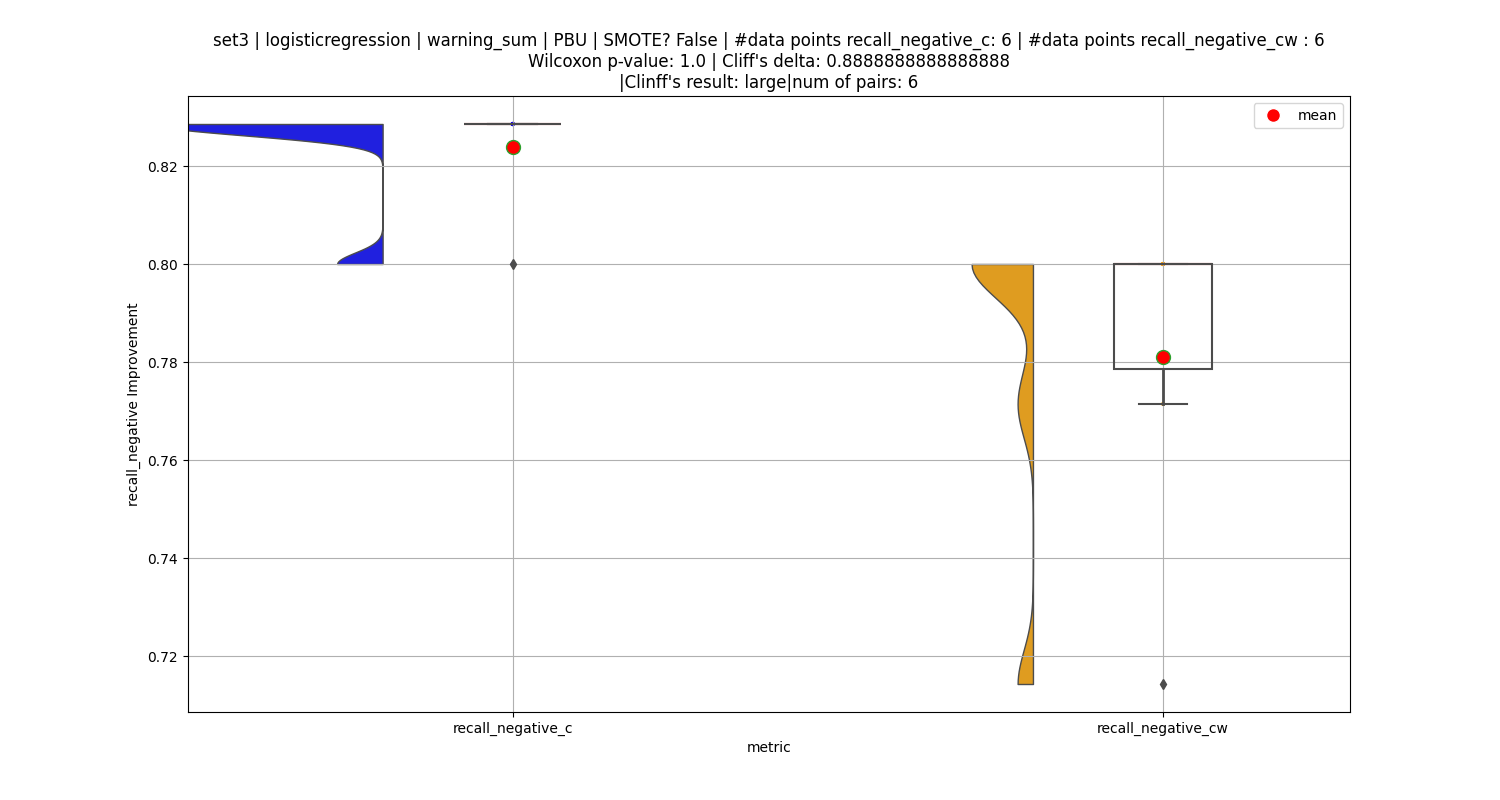 set3 | logisticregression | warning_sum | PBU | SMOTE? False | #data points recall_negative_c: 6 | #data points recall_negative_cw : 6
Wilcoxon p-value: 1.0 | Cliff's delta: 0.8888888888888888
|Clinff's result: large|num of pairs: 6
mean
0.82
0.80
0.78
0.76
0.74
0.72
recall_negative Improvement
recall_negative_c
recall_negative_cw
metric